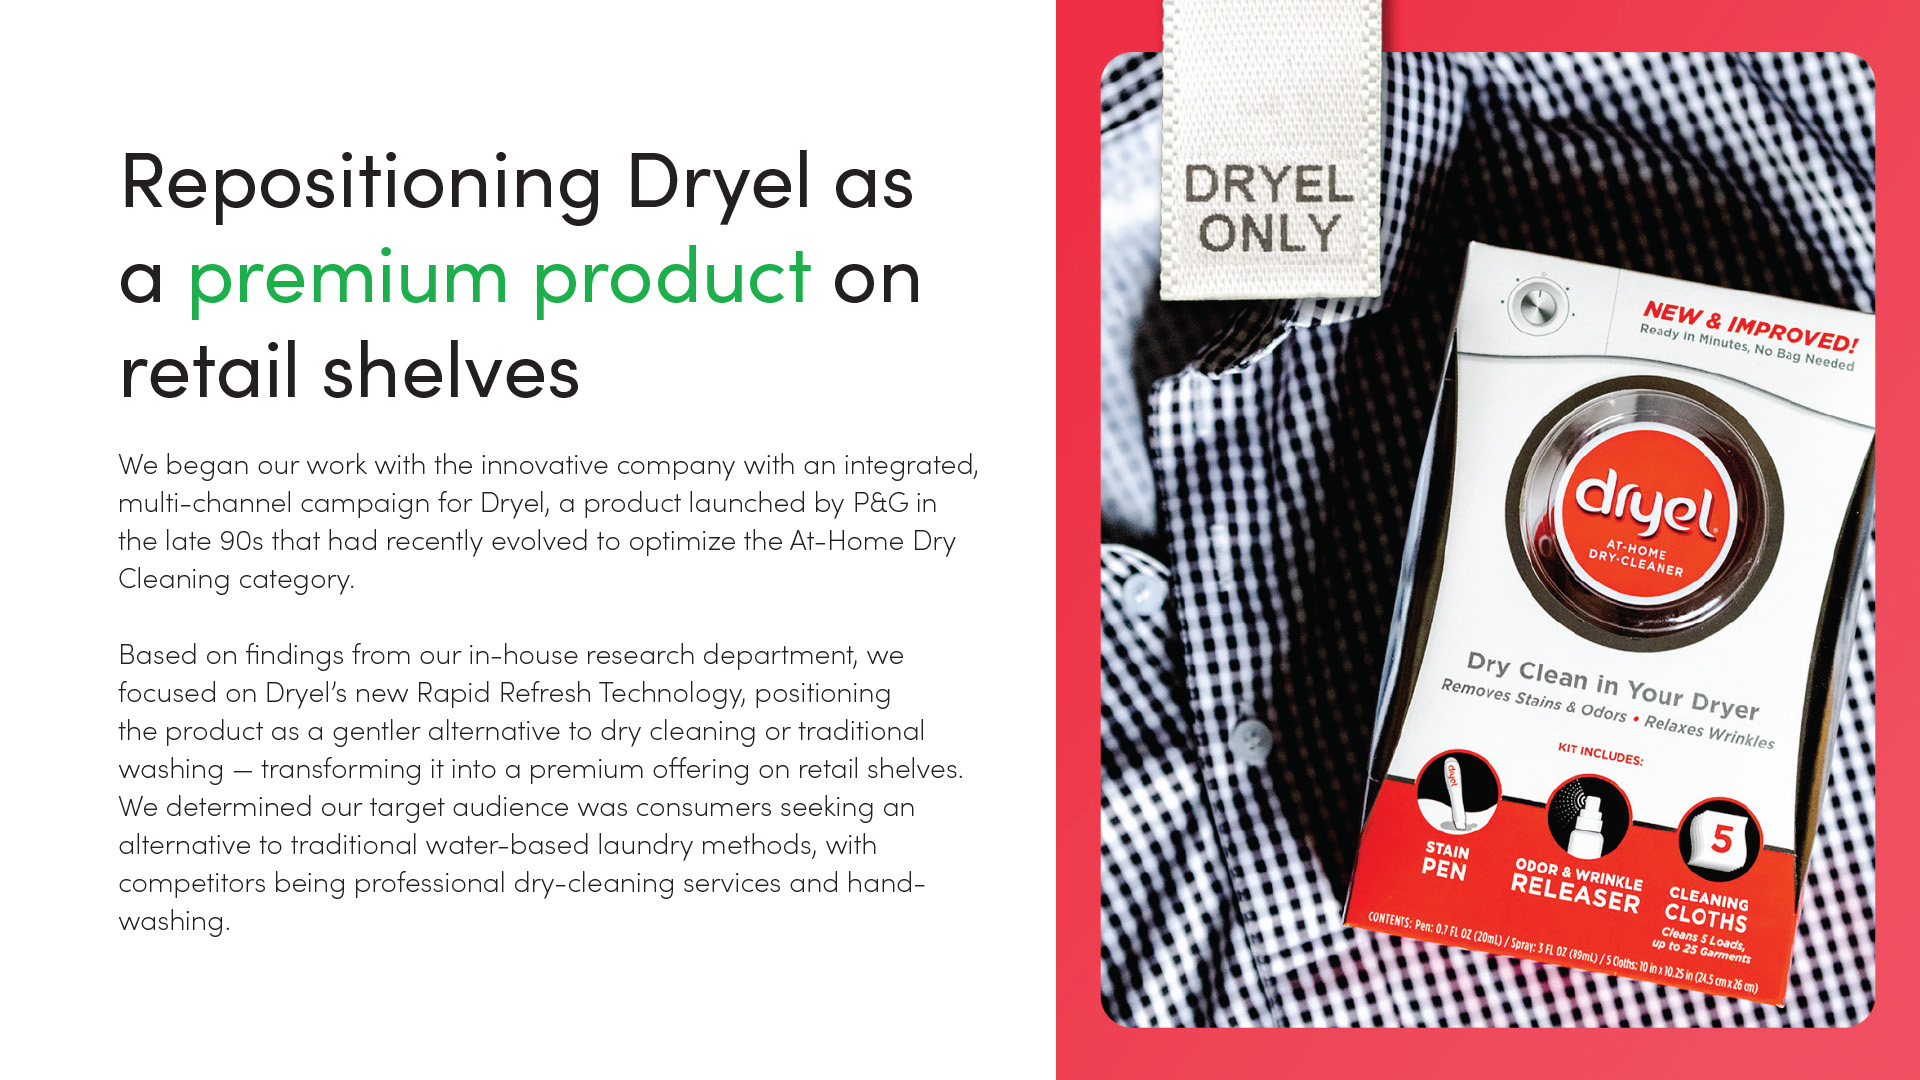 Repositioning Dryel as
a premium product on
retail shelves
We began our work with the innovative company with an integrated,
multi-channel campaign for Dryel, a product launched by P&G in
the late 90s that had recently evolved to optimize the At-Home Dry
Cleaning category.
Based on findings from our in-house research department, we
focused on Dryel's new Rapid Refresh Technology, positioning
the product as a gentler alternative to dry cleaning or traditional
washing — transforming it into a premium offering on retail shelves.
We determined our target audience was consumers seeking an
alternative to traditional water-based laundry methods, with
competitors being professional dry-cleaning services and hand-
washing.
DRYEL
ONLY
NEW & IMPROVED!
Ready in Minutes, No Bag Needed
dryel
AT-HOME
DRY-CLEANER
Dry Clean in Your Dryer
Removes Stains & Odors • Relaxes Wrinkles
KIT INCLUDES:
dryel
5
STAIN
PEN
ODOR & WRINKLE
RELEASER
CLEANING
CLOTHS
Cleans 5 Loads,
up to 25 Garments
CONTENTS: Pen: 0.7 FL OZ (20mL) / Spray: 3 FL OZ (89mL) / 5 Cloths: 10 in x 10.25 in (24.5 cm x 26 cm)